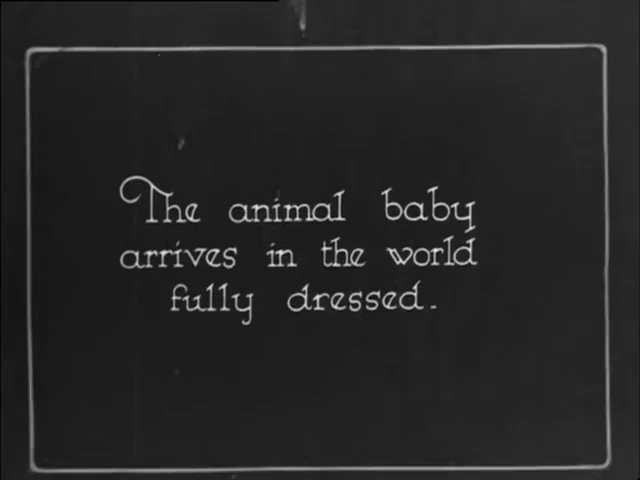 The animal baby
arrives in the world
fully dressed.